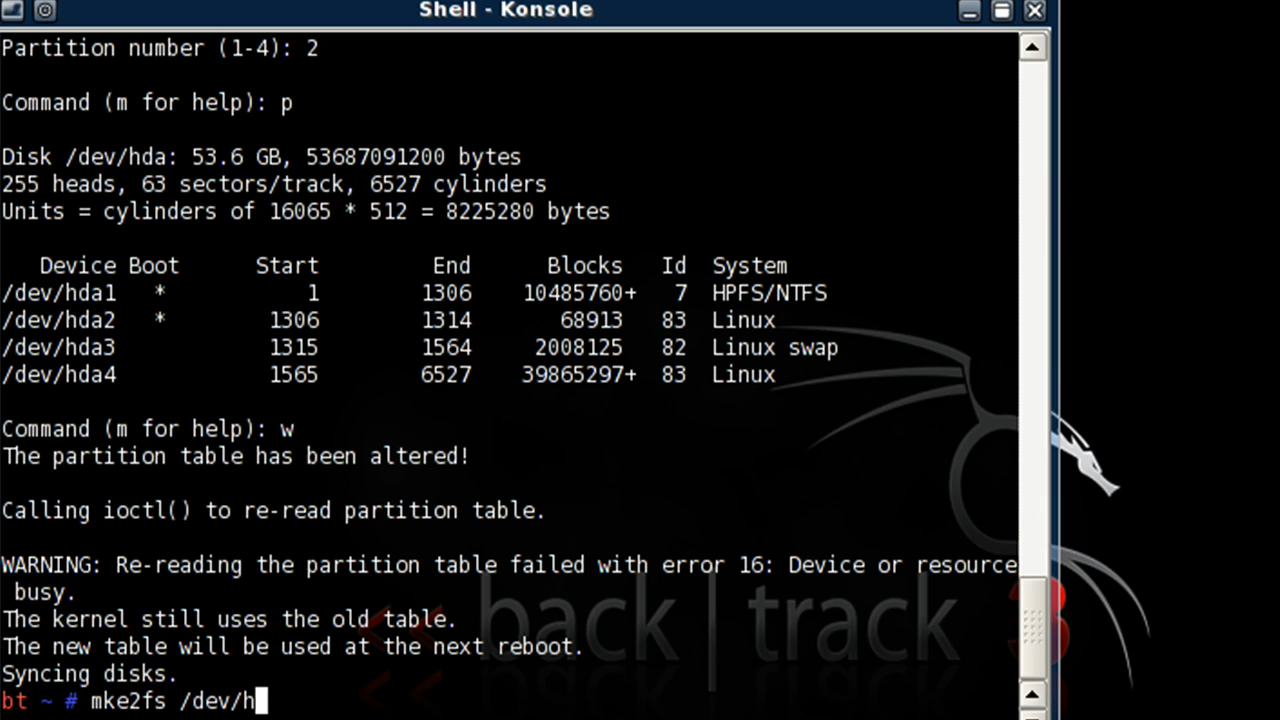 Shell - Konsole
Partition number (1-4): 2
Command (m for help): p
Disk /dev/hda: 53.6 GB, 53687091200 bytes
255 heads, 63 sectors/track, 6527 cylinders
Units = cylinders of 16065 * 512 = 8225280 bytes
Device Boot Start End Blocks Id System
/dev/hda1 * 1 1306 10485760+ 7 HPFS/NTFS
/dev/hda2 * 1306 1314 68913 83 Linux
/dev/hda3 1315 1564 2008125 82 Linux swap
/dev/hda4 1565 6527 39865297+ 83 Linux
Command (m for help): w
The partition table has been altered!
Calling ioctl() to re-read partition table.
WARNING: Re-reading the partition table failed with error 16: Device or resource
busy.
The kernel still uses the old table.
The new table will be used at the next reboot.
Syncing disks.
bt ~ # mke2fs /dev/h
<< back | track 3